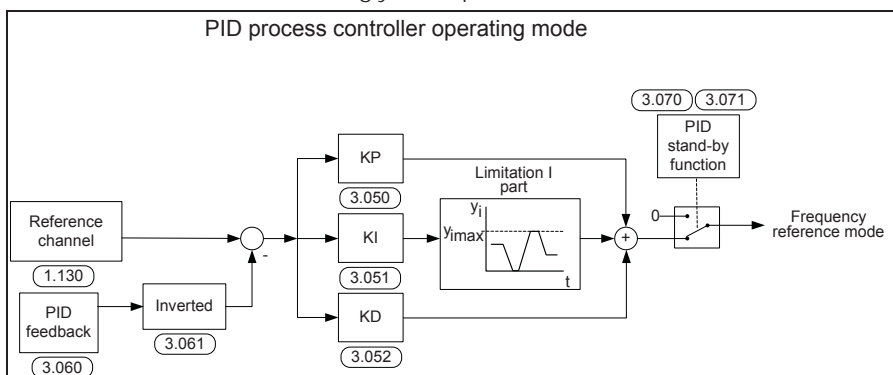 PID process controller operating mode
3.070 3.071
PID
stand-by
function
KP
3.050
Limitation I
part
yi
yimax
t
Reference
channel
1.130
KI
3.051
-
+
0
Frequency
reference mode
PID
feedback
3.060
Inverted
3.061
KD
3.052